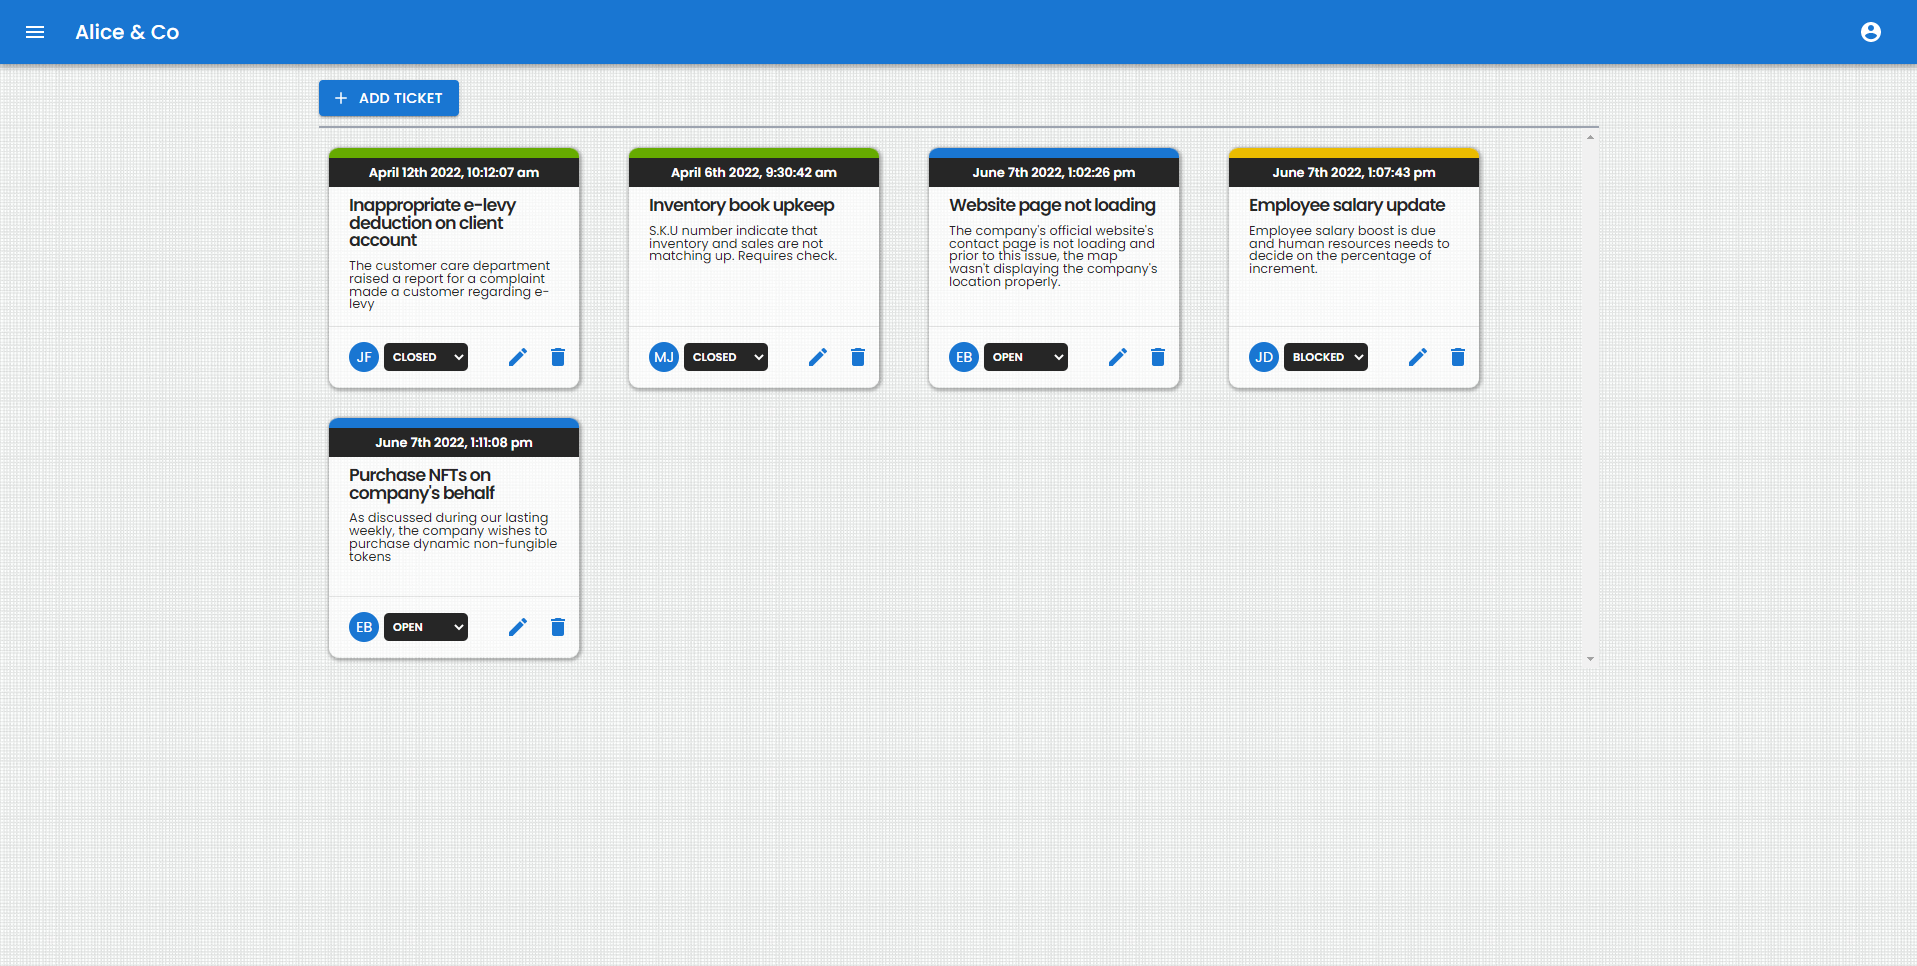 Alice & Co
ADD TICKET
April 12th 2022, 10:12:07 am
Inappropriate e-levy
deduction on client
account
The customer care department
raised a report for a complaint
made a customer regarding e-
levy
JF
CLOSED
April 6th 2022, 9:30:42 am
Inventory book upkeep
S.K.U number indicate that
inventory and sales are not
matching up. Requires check.
MJ
CLOSED
June 7th 2022, 1:02:26 pm
Website page not loading
The company's official website's
contact page is not loading and
prior to this issue, the map
wasn't displaying the company's
location properly.
EB
OPEN
June 7th 2022, 1:07:43 pm
Employee salary update
Employee salary boost is due
and human resources needs to
decide on the percentage of
increment.
JD
BLOCKED
June 7th 2022, 1:11:08 pm
Purchase NFTs on
company's behalf
As discussed during our lasting
weekly, the company wishes to
purchase dynamic non-fungible
tokens
EB
OPEN